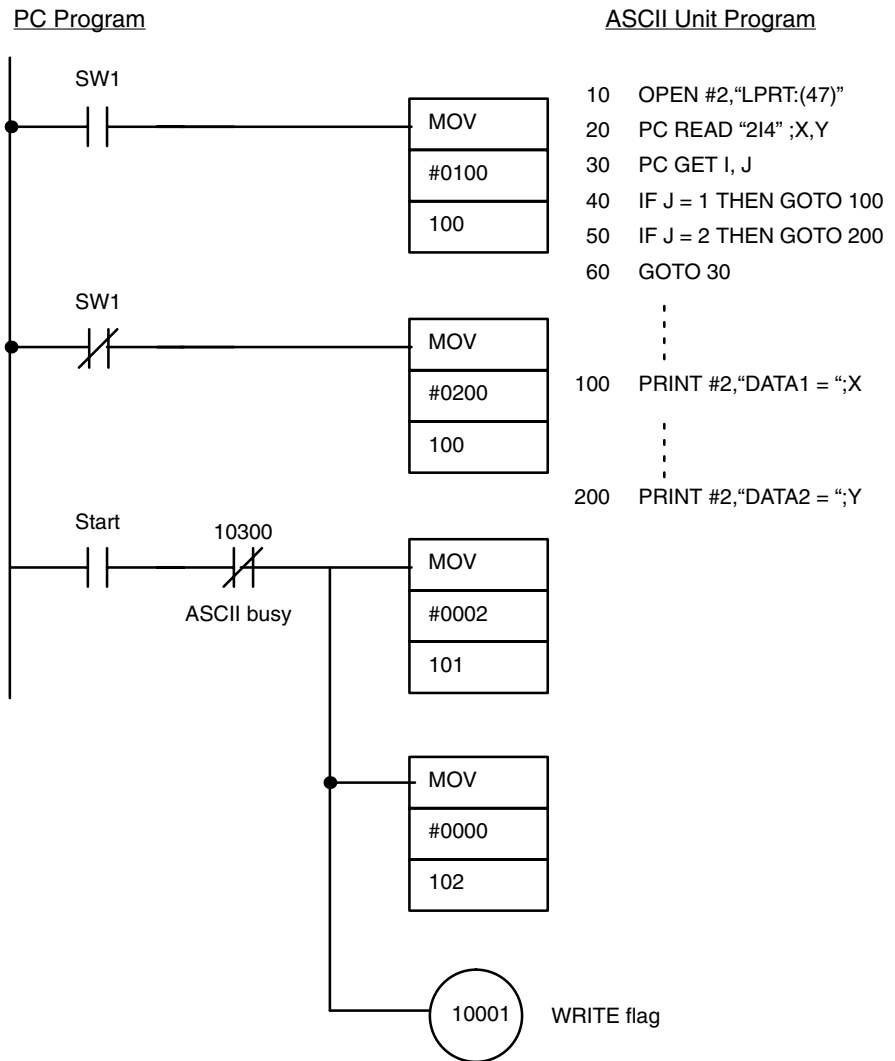 PC Program
ASCII Unit Program
SW1
MOV
#0100
100
10 OPEN #2,“LPRT:(47)”
20 PC READ “2I4” ;X,Y
30 PC GET I, J
40 IF J = 1 THEN GOTO 100
50 IF J = 2 THEN GOTO 200
60 GOTO 30
SW1
MOV
#0200
100
100 PRINT #2,“DATA1 = “;X
200 PRINT #2,“DATA2 = “;Y
Start
10300
ASCII busy
MOV
#0002
101
MOV
#0000
102
10001
WRITE flag